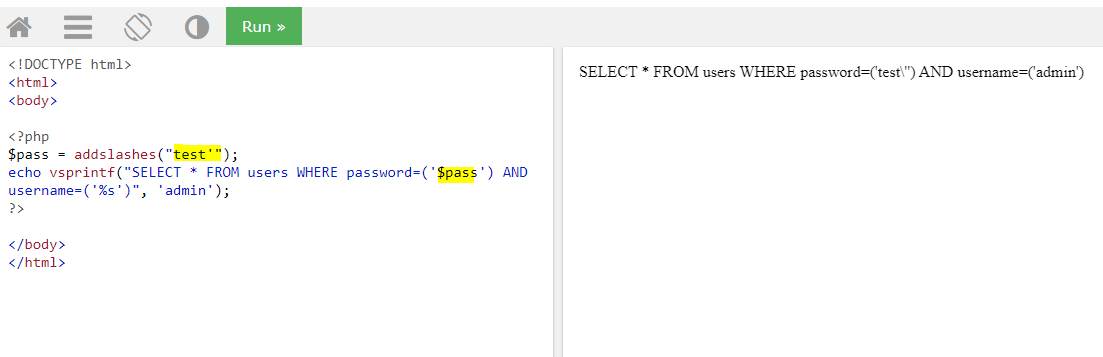 Run »
<!DOCTYPE html>
<html>
<body>
<?php
$pass = addslashes("test'");
echo vsprintf("SELECT * FROM users WHERE password=('$pass') AND
username=('%s')", 'admin');
?>
</body>
</html>
SELECT * FROM users WHERE password=('test\'') AND username=('admin')